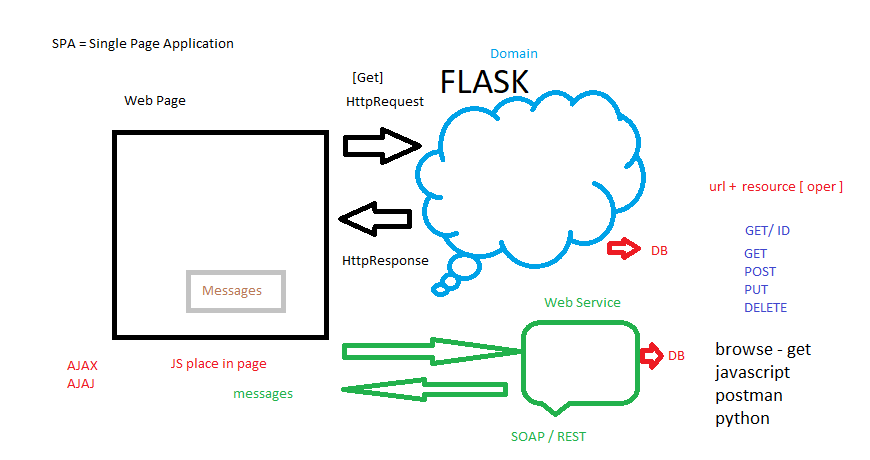 SPA = Single Page Application
Domain
FLASK
[Get]
HttpRequest
Web Page
url + resource [ oper ]
GET/ ID
GET
POST
PUT
DELETE
DB
HttpResponse
Messages
Web Service
DB
browse - get
javascript
postman
python
AJAX
AJAJ
JS place in page
messages
SOAP / REST